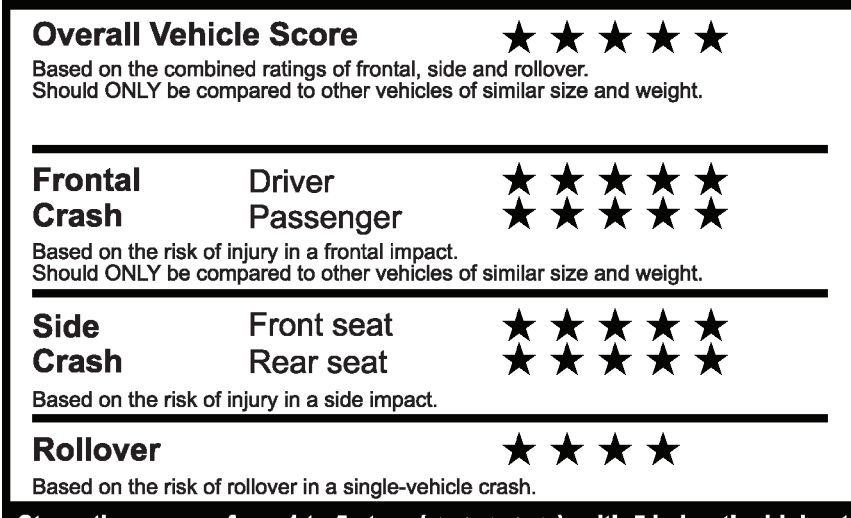 Overall Vehicle Score ★ ★ ★ ★ ★
Based on the combined ratings of frontal, side and rollover.
Should ONLY be compared to other vehicles of similar size and weight.
Frontal Driver ★ ★ ★ ★ ★
Crash Passenger ★ ★ ★ ★ ★
Based on the risk of injury in a frontal impact.
Should ONLY be compared to other vehicles of similar size and weight.
Side Front seat ★ ★ ★ ★ ★
Crash Rear seat ★ ★ ★ ★ ★
Based on the risk of injury in a side impact.
Rollover ★ ★ ★ ★
Based on the risk of rollover in a single-vehicle crash.